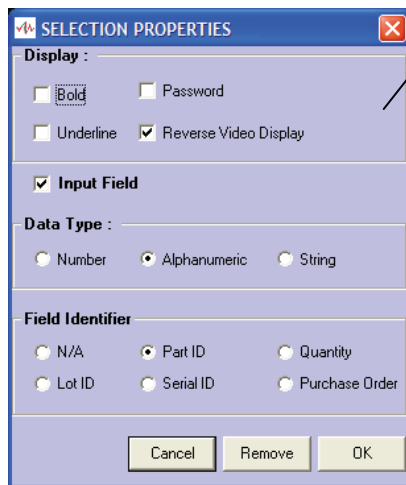 SELECTION PROPERTIES
Display :
Bold Password
Underline Reverse Video Display
Input Field
Data Type :
Number Alphanumeric String
Field Identifier
N/A Part ID Quantity
Lot ID Serial ID Purchase Order
Cancel Remove OK